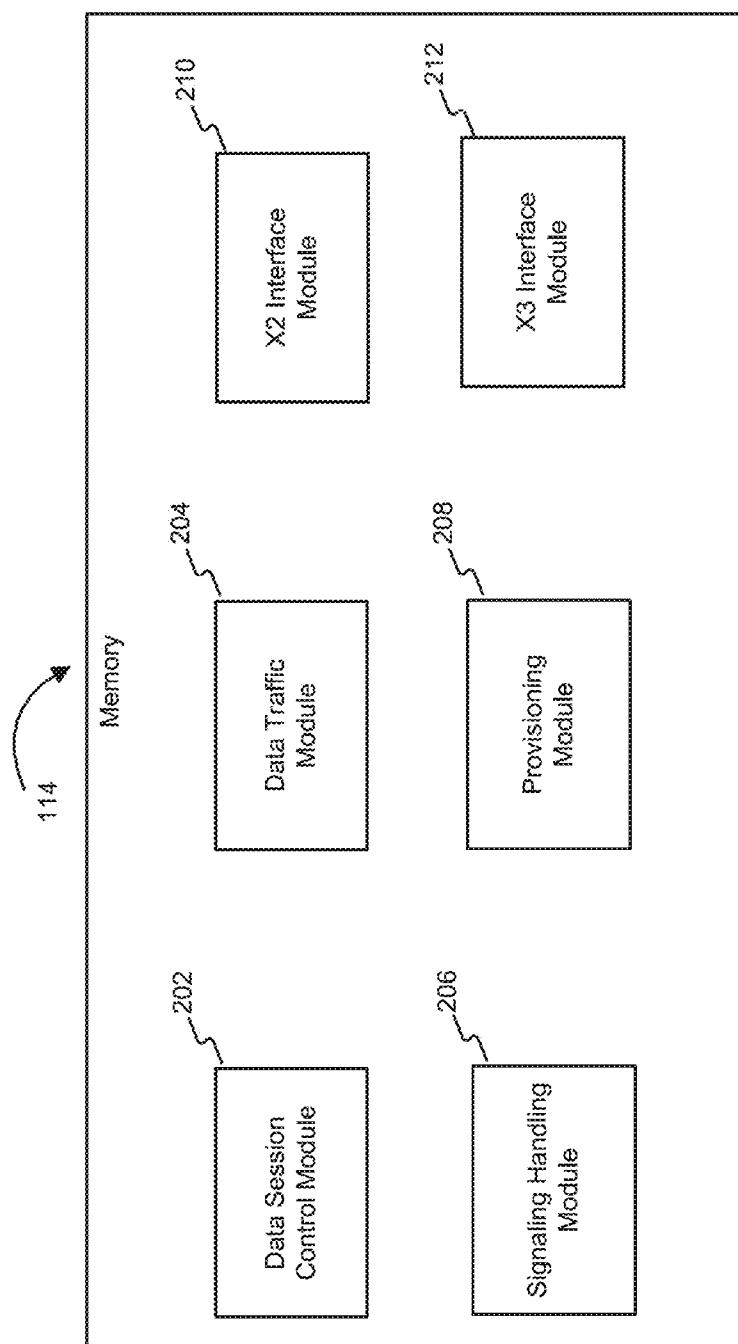 114
Memory
202
Data Session
Control Module
204
Data Traffic
Module
210
X2 Interface
Module
206
Signaling Handling
Module
208
Provisioning
Module
212
X3 Interface
Module